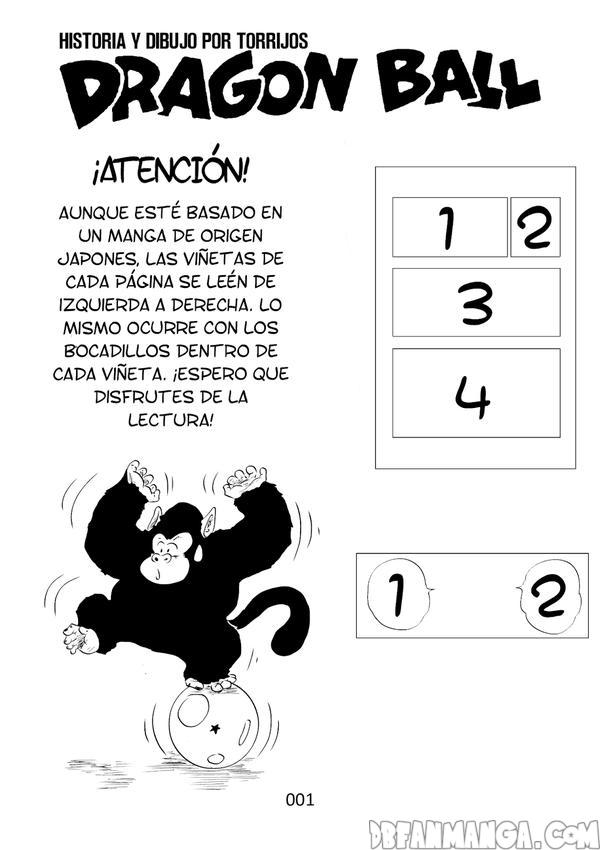 HISTORIA Y DIBUJO POR TORRIJOS
DRAGON BALL
¡ATENCIÓN!
AUNQUE ESTÉ BASADO EN
UN MANGA DE ORIGEN
JAPONES, LAS VIÑETAS DE
CADA PÁGINA SE LEÉN DE
IZQUIERDA A DERECHA. LO
MISMO OCURRE CON LOS
BOCADILLOS DENTRO DE
CADA VIÑETA. ¡ESPERO QUE
DISFRUTES DE LA
LECTURA!
1 2
3
4
1 2
001
DBFANMANGA.COM